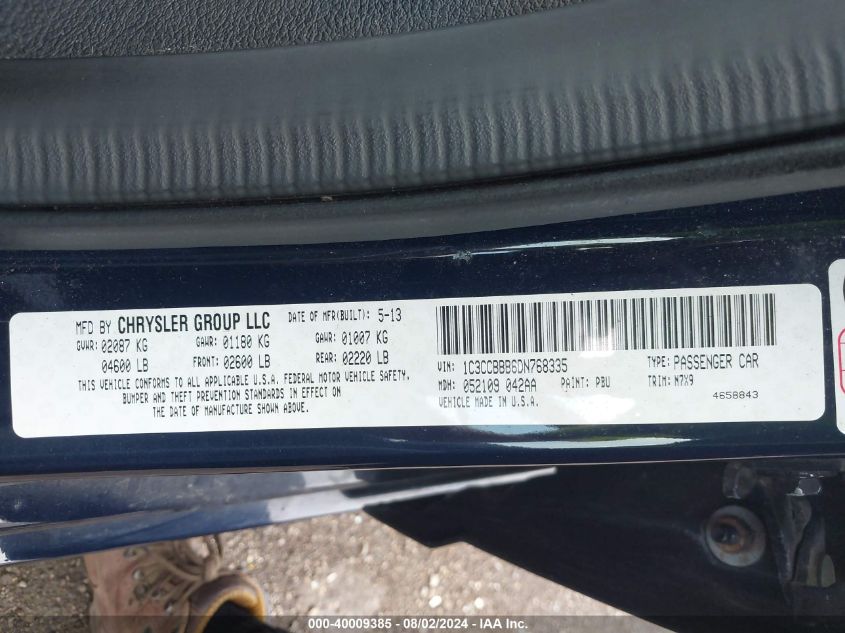 MFD BY CHRYSLER GROUP LLC DATE OF MFR(BUILT): 5-13
GVWR: 02087 KG GAWR: 01180 KG GAWR: 01007 KG
04600 LB FRONT: 02600 LB REAR: 02220 LB
THIS VEHICLE CONFORMS TO ALL APPLICABLE U.S.A. FEDERAL MOTOR VEHICLE SAFETY,
BUMPER AND THEFT PREVENTION STANDARDS IN EFFECT ON
THE DATE OF MANUFACTURE SHOWN ABOVE.
VIN: 1C3CCBBB6DN768335 TYPE: PASSENGER CAR
MDH: 052109 042AA PAINT: PBU TRIM: N7X9
VEHICLE MADE IN U.S.A. 4658843
000-40009385 - 08/02/2024 - IAA Inc.